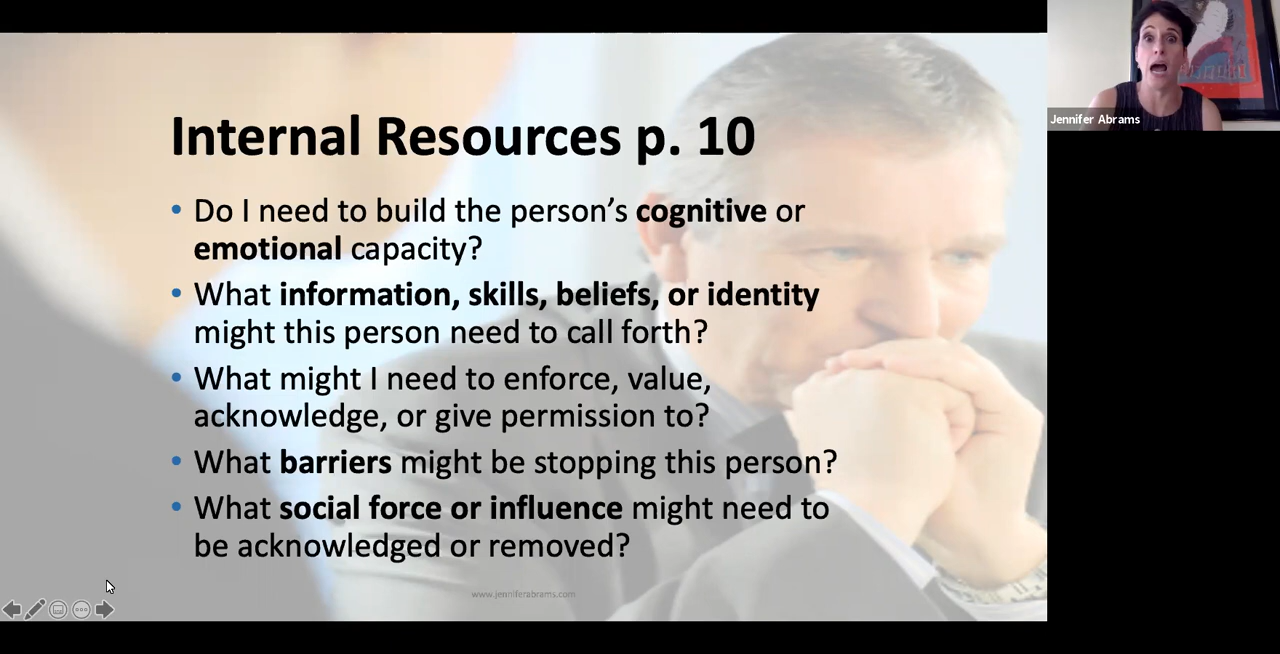 Internal Resources p. 10
• Do I need to build the person’s cognitive or
emotional capacity?
• What information, skills, beliefs, or identity
might this person need to call forth?
• What might I need to enforce, value,
acknowledge, or give permission to?
• What barriers might be stopping this person?
• What social force or influence might need to
be acknowledged or removed?
www.jenniferabrams.com
Jennifer Abrams